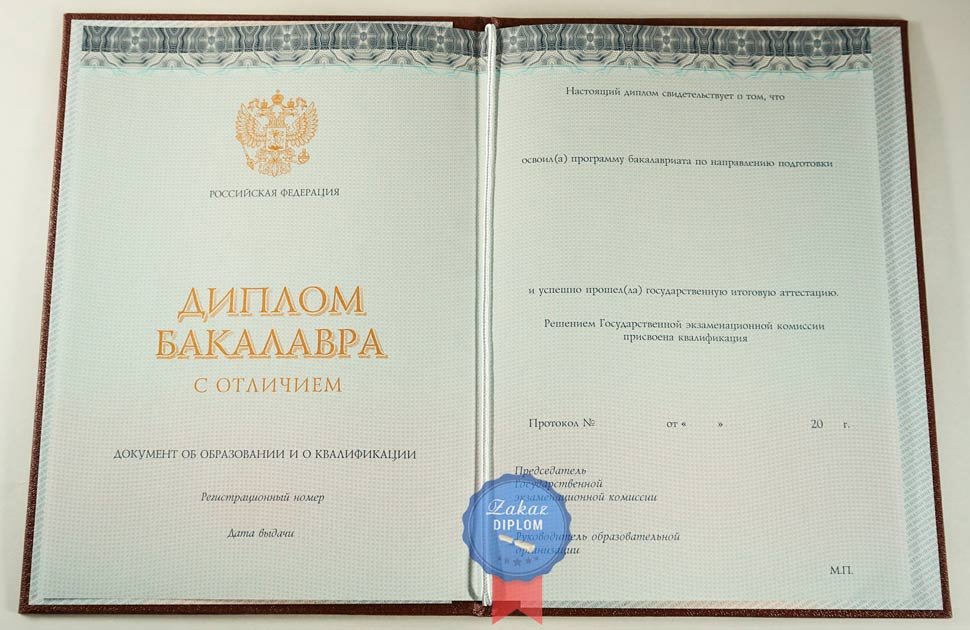 РОССИЙСКАЯ ФЕДЕРАЦИЯ
ДИПЛОМ
БАКАЛАВРА
С ОТЛИЧИЕМ
ДОКУМЕНТ ОБ ОБРАЗОВАНИИ И О КВАЛИФИКАЦИИ
Регистрационный номер
Дата выдачи
Настоящий диплом свидетельствует о том, что
освоил(а) программу бакалавриата по направлению подготовки
и успешно прошел(ла) государственную итоговую аттестацию.
Решением Государственной экзаменационной комиссии
присвоена квалификация
Протокол № от « » 20 г.
Председатель
Государственной
экзаменационной комиссии
Руководитель образовательной
организации
М.П.
Zakaz
DIPLOM